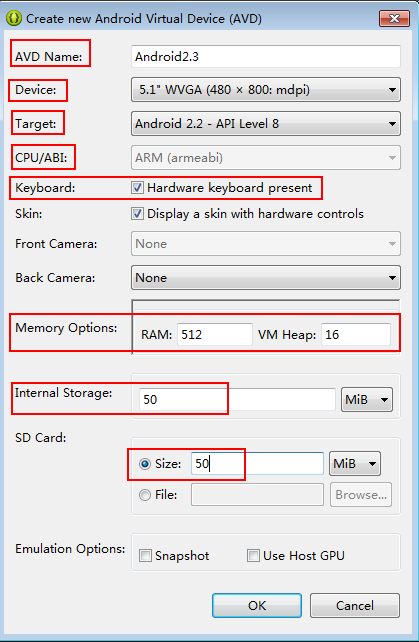 Create new Android Virtual Device (AVD)
AVD Name: Android2.3
Device: 5.1" WVGA (480 × 800: mdpi)
Target: Android 2.2 - API Level 8
CPU/ABI: ARM (armeabi)
Keyboard: Hardware keyboard present
Skin: Display a skin with hardware controls
Front Camera: None
Back Camera: None
Memory Options: RAM: 512 VM Heap: 16
Internal Storage: 50 MiB
SD Card:
Size: 50 MiB
File: Browse...
Emulation Options: Snapshot Use Host GPU
OK Cancel